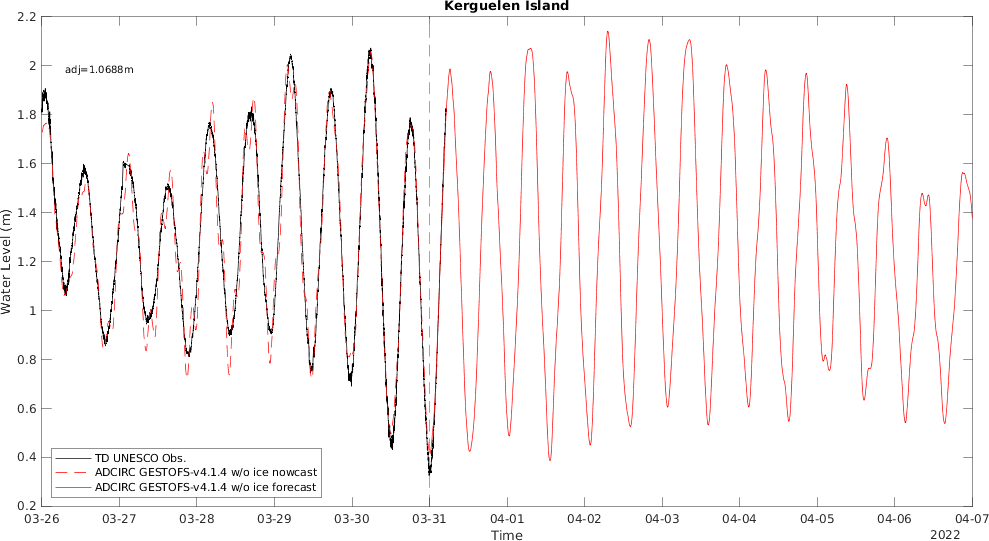 Kerguelen Island
2.2
2
1.8
1.6
1.4
1.2
1
0.8
0.6
0.4
0.2
Water Level (m)
adj=1.0688m
TD UNESCO Obs.
ADCIRC GESTOFS-v4.1.4 w/o ice nowcast
ADCIRC GESTOFS-v4.1.4 w/o ice forecast
03-26 03-27 03-28 03-29 03-30 03-31 04-01 04-02 04-03 04-04 04-05 04-06 04-07
Time
2022